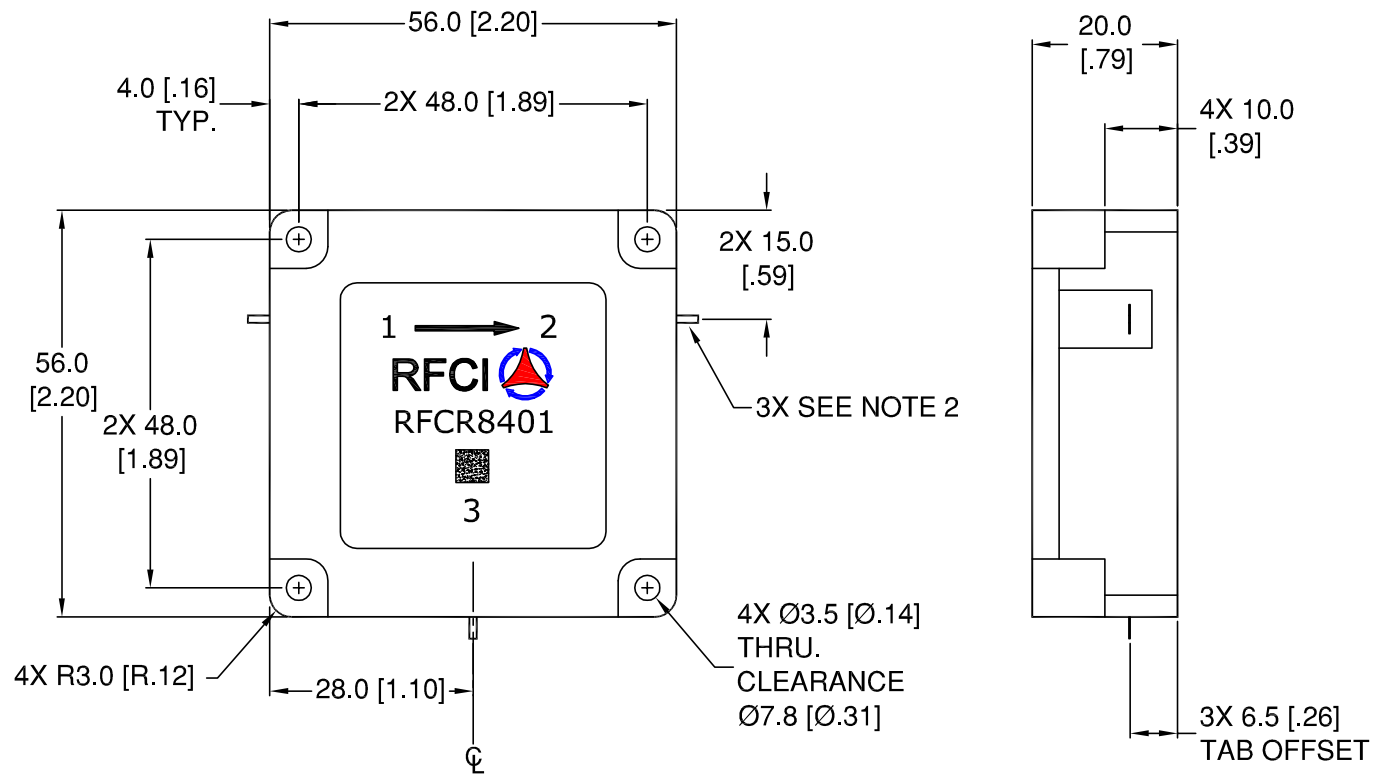 56.0 [2.20]
4.0 [.16]
TYP.
2X 48.0 [1.89]
20.0
[.79]
4X 10.0
[.39]
2X 15.0
[.59]
56.0
[2.20]
2X 48.0
[1.89]
1
2
RFCI
RFCR8401
3
3X SEE NOTE 2
4X R3.0 [R.12]
28.0 [1.10]
℄
4X Ø3.5 [Ø.14]
THRU.
CLEARANCE
Ø7.8 [Ø.31]
3X 6.5 [.26]
TAB OFFSET